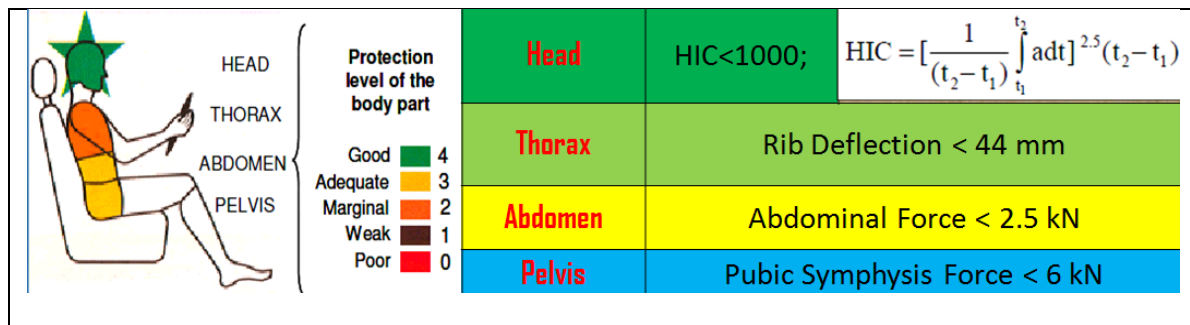 HEAD
THORAX
ABDOMEN
PELVIS
Protection
level of the
body part
Good 4
Adequate 3
Marginal 2
Weak 1
Poor 0
Head HIC<1000; HIC = [ 1 / (t₂ − t₁) ∫ t₁ t₂ adt ] ²·⁵ (t₂ − t₁)
Thorax Rib Deflection < 44 mm
Abdomen Abdominal Force < 2.5 kN
Pelvis Pubic Symphysis Force < 6 kN